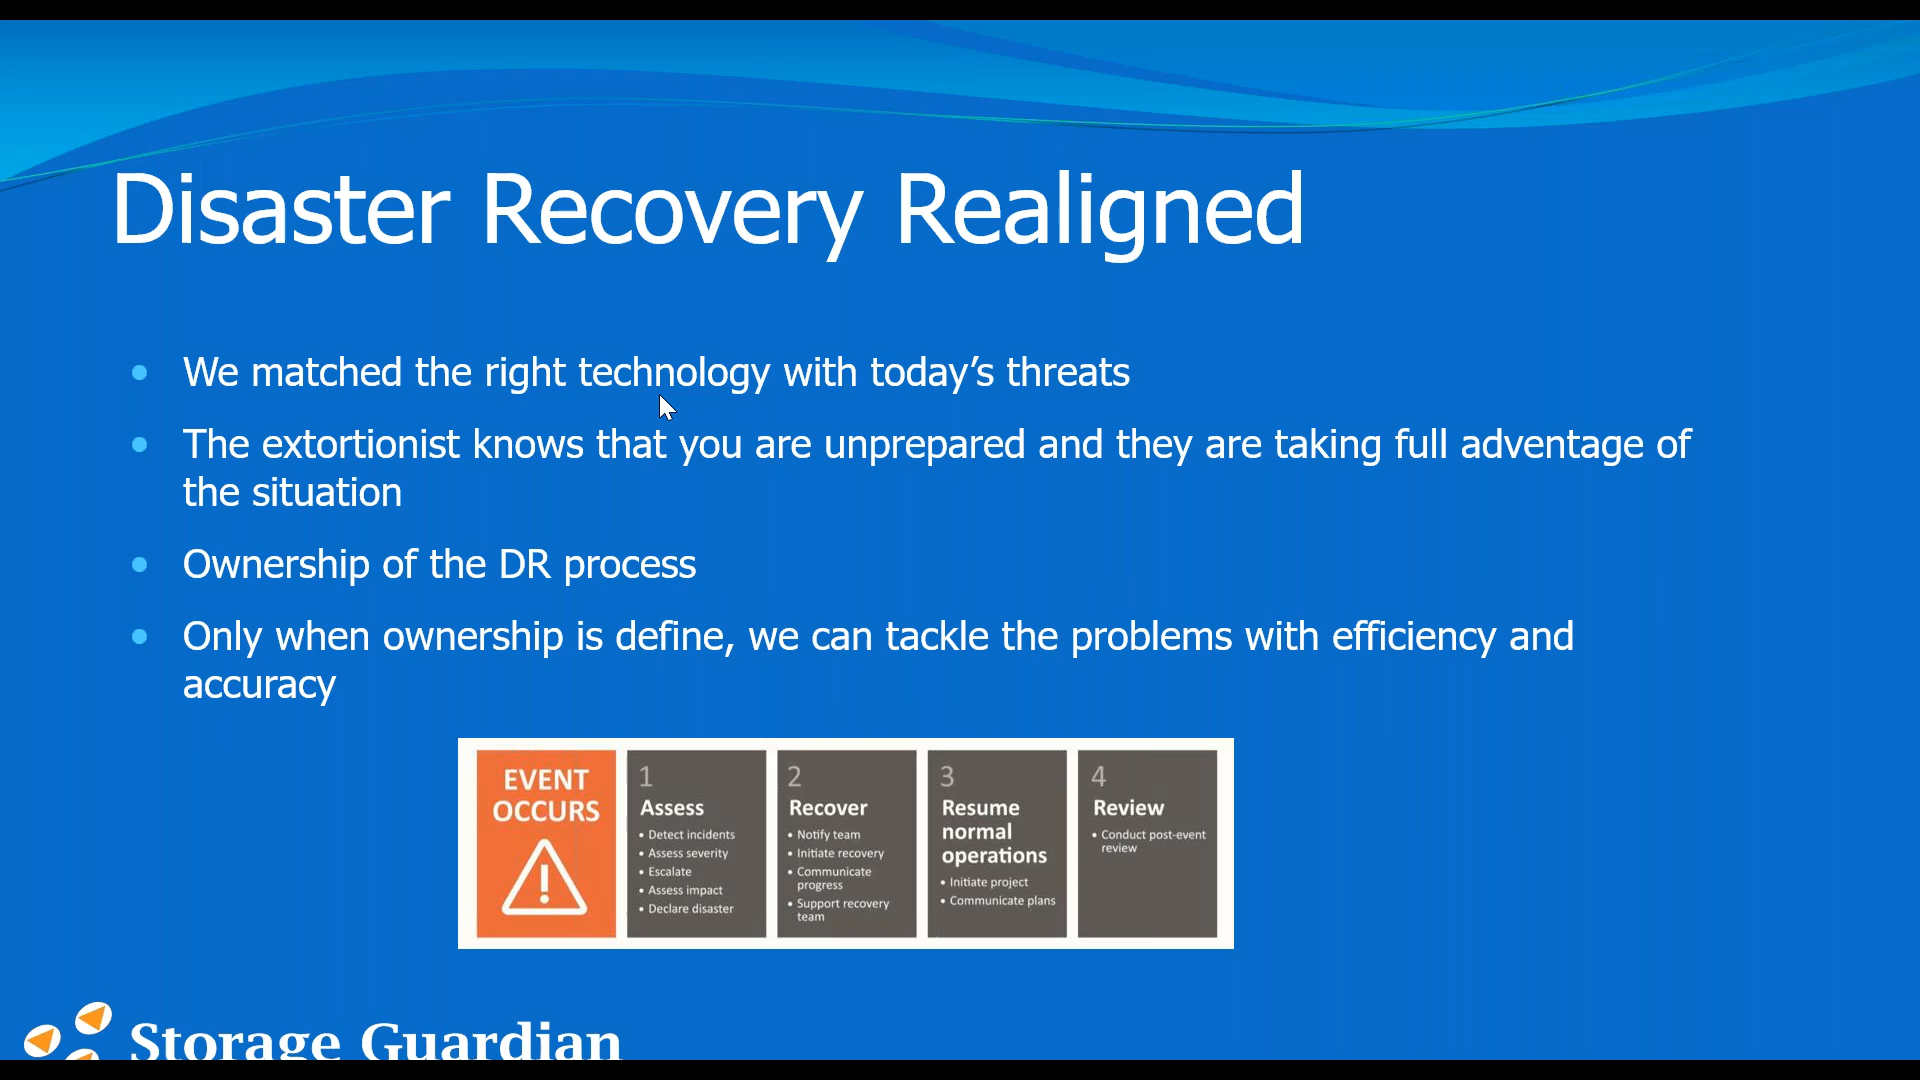 Disaster Recovery Realigned
• We matched the right technology with today’s threats
• The extortionist knows that you are unprepared and they are taking full adventage of
the situation
• Ownership of the DR process
• Only when ownership is define, we can tackle the problems with efficiency and
accuracy
EVENT
OCCURS
1
Assess
• Detect incidents
• Assess severity
• Escalate
• Assess impact
• Declare disaster
2
Recover
• Notify team
• Initiate recovery
• Communicate
progress
• Support recovery
team
3
Resume
normal
operations
• Initiate project
• Communicate plans
4
Review
• Conduct post-event
review
Storage Guardian